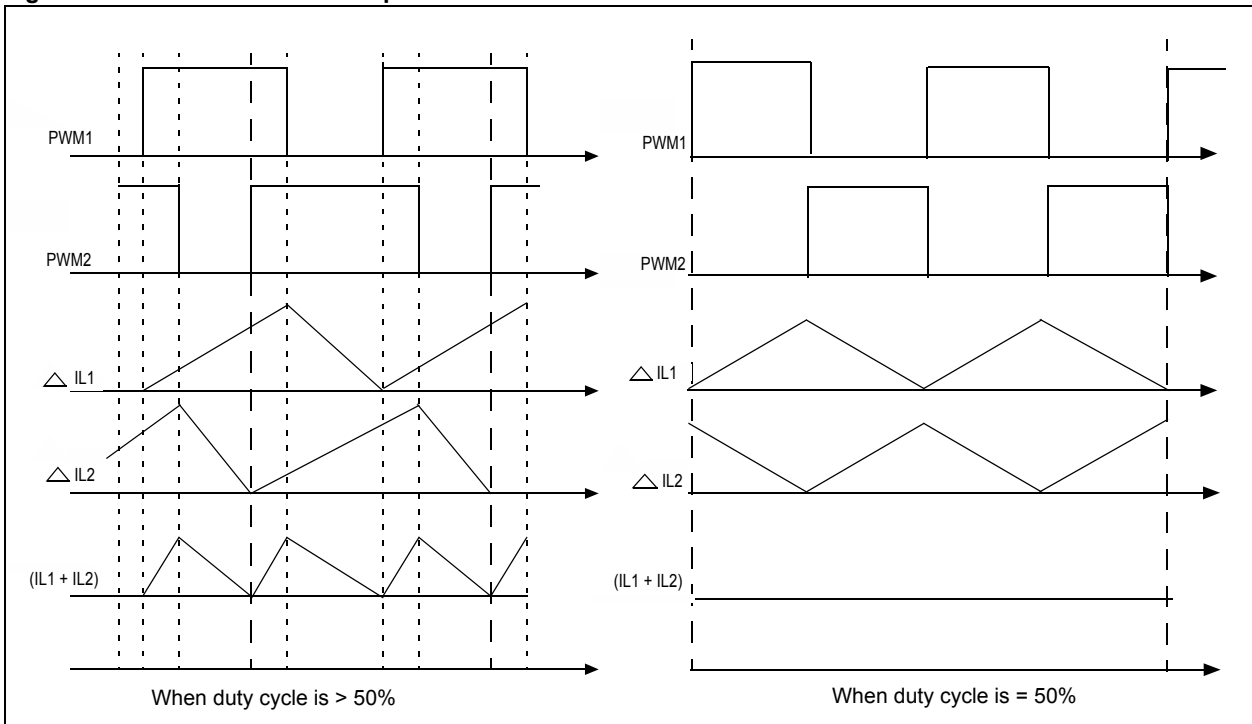 PWM1
PWM2
△ IL1
△ IL2
(IL1 + IL2)
When duty cycle is > 50%
PWM1
PWM2
△ IL1
△ IL2
(IL1 + IL2)
When duty cycle is = 50%